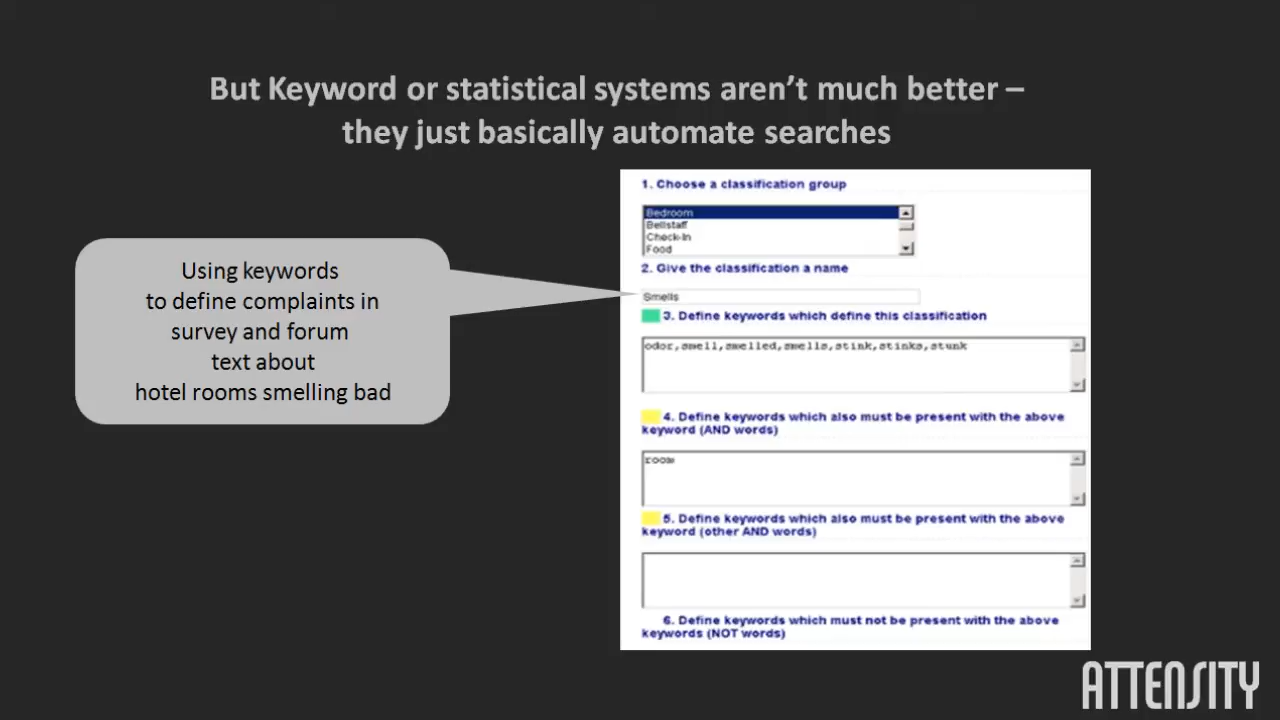 But Keyword or statistical systems aren't much better –
they just basically automate searches
Using keywords
to define complaints in
survey and forum
text about
hotel rooms smelling bad
1. Choose a classification group
Bedroom
Bellstaff
Check-In
Food
2. Give the classification a name
Smells
3. Define keywords which define this classification
odor,smell,smelled,smells,stink,stinks,stunk
4. Define keywords which also must be present with the above
keyword (AND words)
room
5. Define keywords which also must be present with the above
keyword (other AND words)
6. Define keywords which must not be present with the above
keywords (NOT words)
ATTENSITY